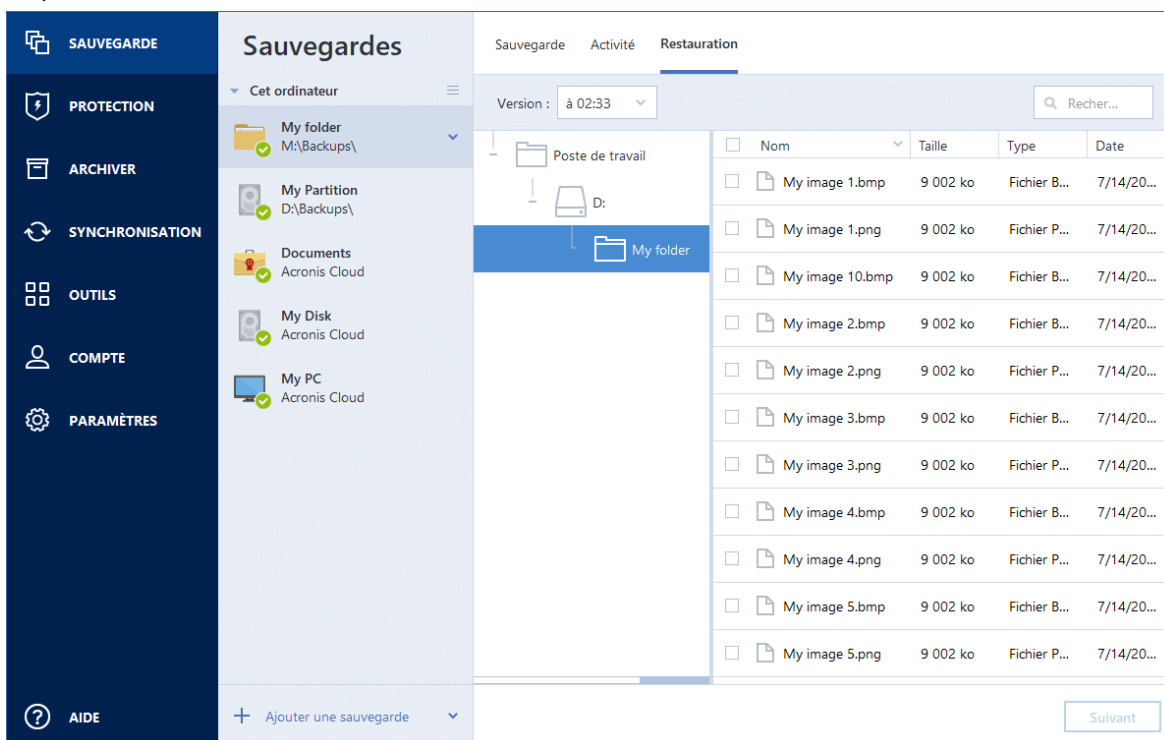 SAUVEGARDE
PROTECTION
ARCHIVER
SYNCHRONISATION
OUTILS
COMPTE
PARAMÈTRES
AIDE
Sauvegardes
Cet ordinateur
My folder
M:\Backups\
My Partition
D:\Backups\
Documents
Acronis Cloud
My Disk
Acronis Cloud
My PC
Acronis Cloud
Ajouter une sauvegarde
Sauvegarde Activité Restauration
Version : à 02:33 Recher...
Poste de travail
D:
My folder
Nom Taille Type Date
My image 1.bmp 9 002 ko Fichier B... 7/14/20...
My image 1.png 9 002 ko Fichier P... 7/14/20...
My image 10.bmp 9 002 ko Fichier B... 7/14/20...
My image 2.bmp 9 002 ko Fichier B... 7/14/20...
My image 2.png 9 002 ko Fichier P... 7/14/20...
My image 3.bmp 9 002 ko Fichier B... 7/14/20...
My image 3.png 9 002 ko Fichier P... 7/14/20...
My image 4.bmp 9 002 ko Fichier B... 7/14/20...
My image 4.png 9 002 ko Fichier P... 7/14/20...
My image 5.bmp 9 002 ko Fichier B... 7/14/20...
My image 5.png 9 002 ko Fichier P... 7/14/20...
Suivant